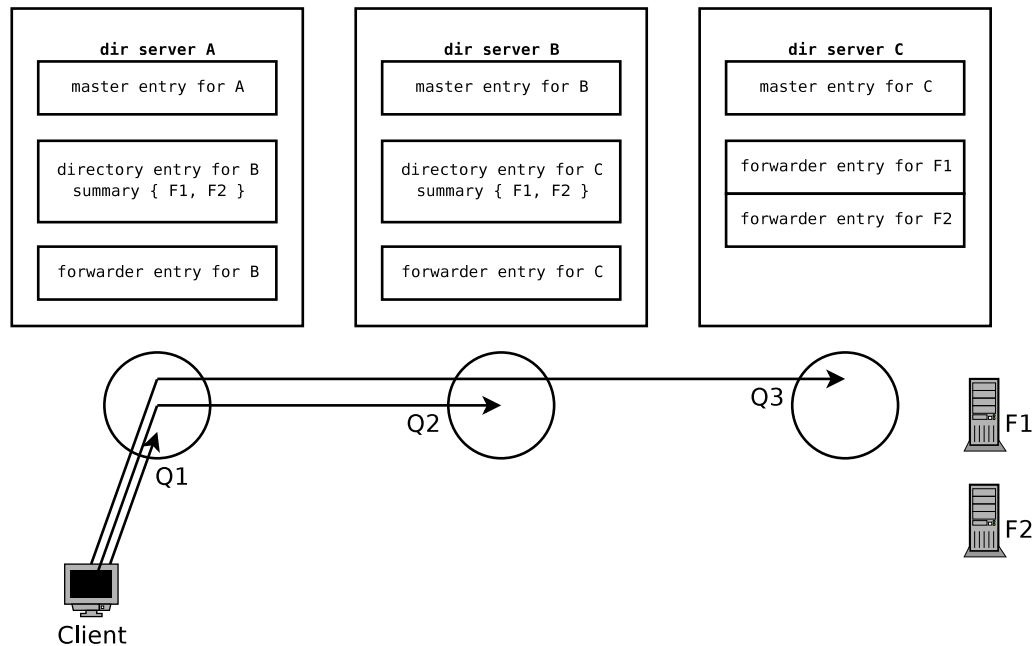 dir server A
master entry for A
directory entry for B
summary { F1, F2 }
forwarder entry for B
dir server B
master entry for B
directory entry for C
summary { F1, F2 }
forwarder entry for C
dir server C
master entry for C
forwarder entry for F1
forwarder entry for F2
Q1
Q2
Q3
F1
F2
Client